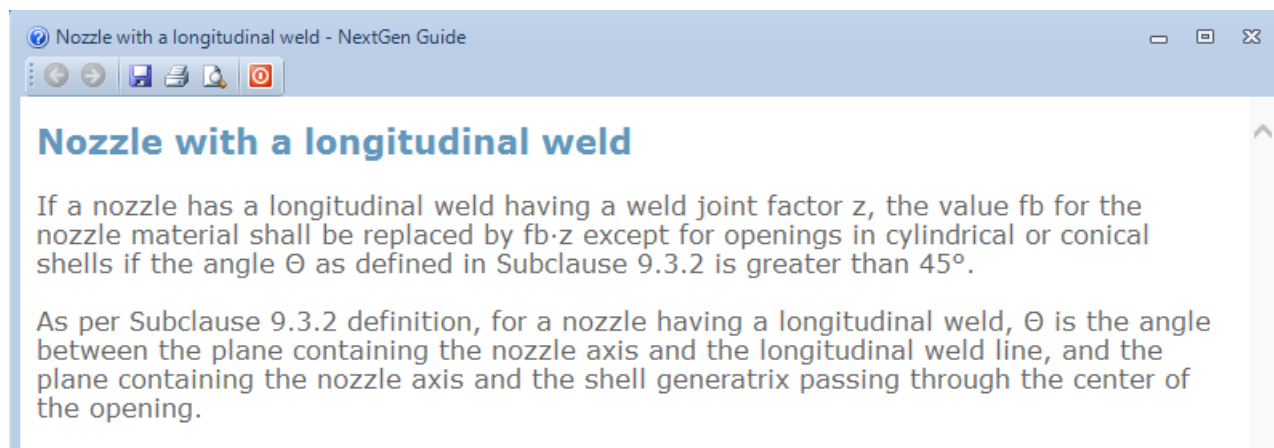 Nozzle with a longitudinal weld - NextGen Guide
Nozzle with a longitudinal weld
If a nozzle has a longitudinal weld having a weld joint factor z, the value fb for the
nozzle material shall be replaced by fb·z except for openings in cylindrical or conical
shells if the angle Θ as defined in Subclause 9.3.2 is greater than 45°.
As per Subclause 9.3.2 definition, for a nozzle having a longitudinal weld, Θ is the angle
between the plane containing the nozzle axis and the longitudinal weld line, and the
plane containing the nozzle axis and the shell generatrix passing through the center of
the opening.